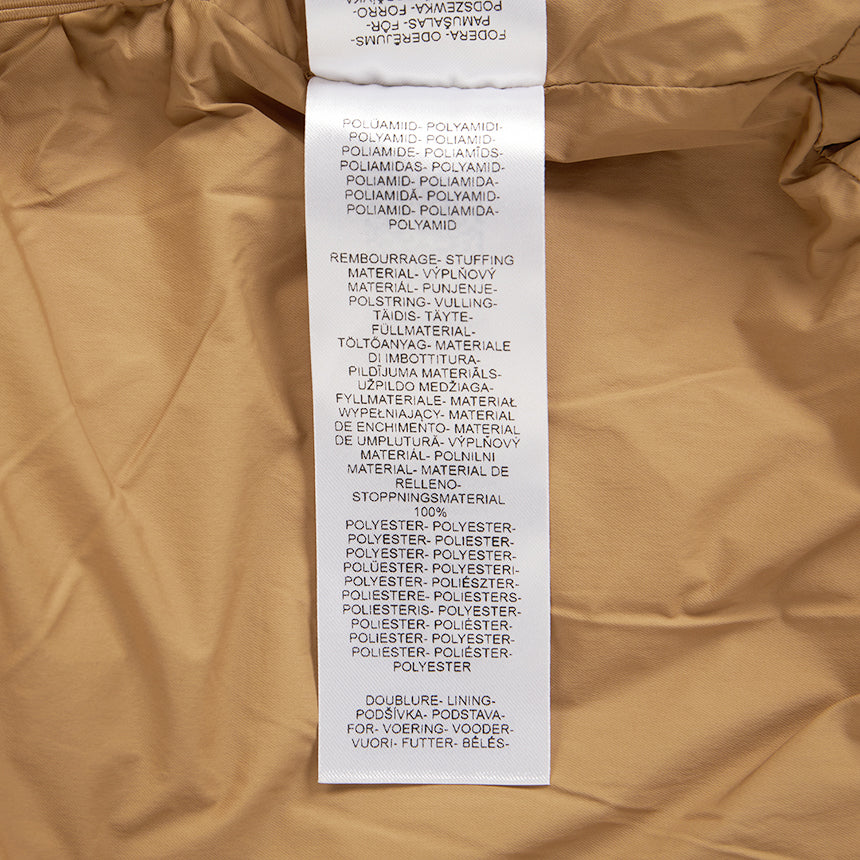 FODERA- ODERĒJUMS-
PAMUŠALAS- FÔR-
PODSZEWKA- FORRO
POLÜAMIID- POLYAMIDI-
POLYAMID- POLIAMID-
POLIAMIDE- POLIAMĪDS-
POLIAMIDAS- POLYAMID-
POLIAMID- POLIAMIDA-
POLIAMIDĂ- POLYAMID-
POLIAMID- POLIAMIDA-
POLYAMID
REMBOURRAGE- STUFFING
MATERIAL- VÝPLŇOVÝ
MATERIÁL- PUNJENJE-
POLSTRING- VULLING-
TÄIDIS- TÄYTE-
FÜLLMATERIAL-
TÖLTŐANYAG- MATERIALE
DI IMBOTTITURA-
PILDĪJUMA MATERIĀLS-
UŽPILDO MEDŽIAGA-
FYLLMATERIALE- MATERIAŁ
WYPEŁNIAJĄCY- MATERIAL
DE ENCHIMENTO- MATERIAL
DE UMPLUTURĂ- VÝPLŇOVÝ
MATERIÁL- POLNILNI
MATERIAL- MATERIAL DE
RELLENO-
STOPPNINGSMATERIAL
100%
POLYESTER- POLYESTER-
POLYESTER- POLIESTER-
POLYESTER- POLYESTER-
POLÜESTER- POLYESTERI-
POLYESTER- POLIÉSZTER-
POLIESTERE- POLIESTERS-
POLIESTERIS- POLYESTER-
POLIESTER- POLIÉSTER-
POLIESTER- POLYESTER-
POLIESTER- POLIÉSTER-
POLYESTER
DOUBLURE- LINING-
PODŠÍVKA- PODSTAVA-
FOR- VOERING- VOODER-
VUORI- FUTTER- BÉLÉS-